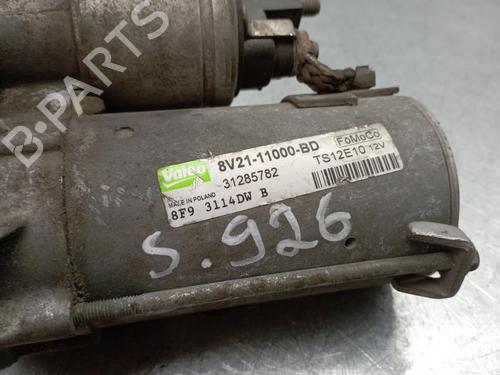 Valeo
8V21-11000-BD
FoMoCo
31285782
TS12E10 12V
MADE IN POLAND
8F9 3114DW B
S.926
B-PARTS